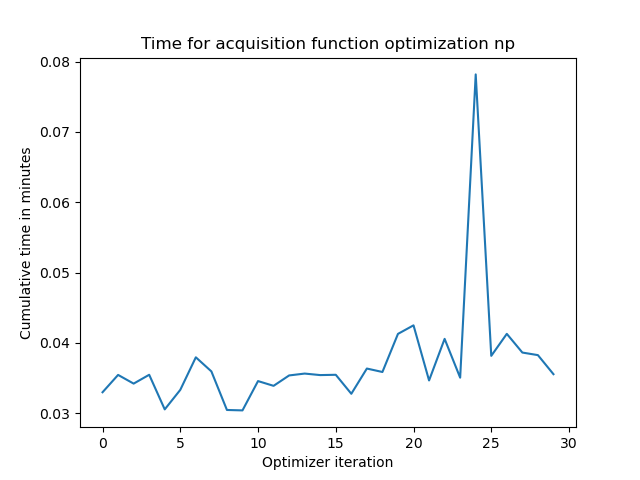 Time for acquisition function optimization np
0.08
0.07
0.06
0.05
0.04
0.03
Cumulative time in minutes
0 5 10 15 20 25 30
Optimizer iteration